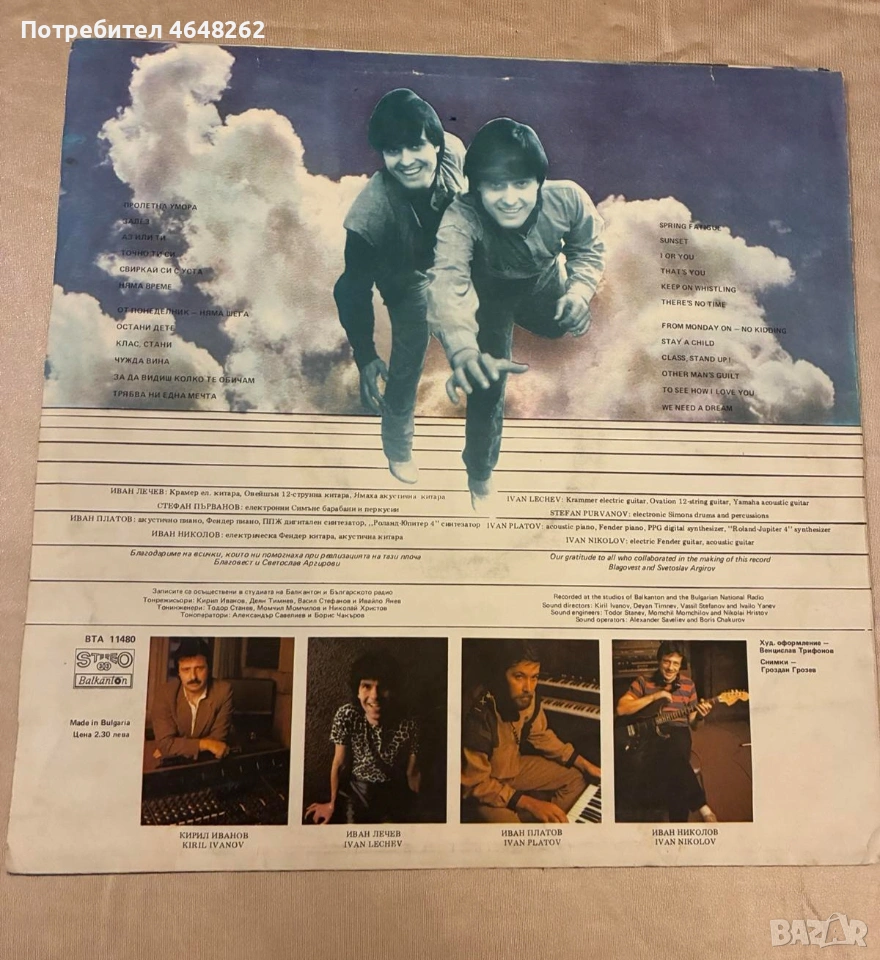 Потребител 4648262
ПРОЛЕТНА УМОРА
ЗАЛЕЗ
АЗ ИЛИ ТИ
ТОЧНО ТИ СИ
СВИРКАЙ СИ С УСТА
НЯМА ВРЕМЕ
ОТ ПОНЕДЕЛНИК – НЯМА ШЕГА
ОСТАНИ ДЕТЕ
КЛАС, СТАНИ
ЧУЖДА ВИНА
ЗА ДА ВИДИШ КОЛКО ТЕ ОБИЧАМ
ТРЯБВА НИ ЕДНА МЕЧТА
SPRING FATIGUE
SUNSET
I OR YOU
THAT'S YOU
KEEP ON WHISTLING
THERE'S NO TIME
FROM MONDAY ON – NO KIDDING
STAY A CHILD
CLASS, STAND UP!
OTHER MAN'S GUILT
TO SEE HOW I LOVE YOU
WE NEED A DREAM
ИВАН ЛЕЧЕВ: Крамер ел. китара, Овейшън 12-струнна китара, Ямаха акустична китара
СТЕФАН ПЪРВАНОВ: електронни Симънс барабани и перкусии
ИВАН ПЛАТОВ: акустично пиано, Фендер пиано, ППЖ дигитален синтезатор, „Роланд-Юпитер 4" синтезатор
ИВАН НИКОЛОВ: електрическа Фендер китара, акустична китара
IVAN LECHEV: Krammer electric guitar, Ovation 12-string guitar, Yamaha acoustic guitar
STEFAN PURVANOV: electronic Simons drums and percussions
IVAN PLATOV: acoustic piano, Fender piano, PPG digital synthesizer, "Roland-Jupiter 4" synthesizer
IVAN NIKOLOV: electric Fender guitar, acoustic guitar
Благодариме на всички, които ни помогнаха при реализацията на тази плоча
Благовест и Светослав Аргирови
Our gratitude to all who collaborated in the making of this record
Blagovest and Svetoslav Argirov
Записите са осъществени в студията на Балкантон и Българското радио
Тонрежисьори: Кирил Иванов, Деян Тимнев, Васил Стефанов и Ивайло Янев
Тонинженери: Тодор Станев, Момчил Момчилов и Николай Христов
Тоноператори: Александър Савелиев и Борис Чакъров
Recorded at the studios of Balkanton and the Bulgarian National Radio
Sound directors: Kiril Ivanov, Deyan Timnev, Vassil Stefanov and Ivailo Yanev
Sound engineers: Todor Stanev, Momchil Momchilov and Nikolai Hristov
Sound operators: Alexander Saveliev and Boris Chakurov
ВТА 11480
STEREO
33
Balkanton
Made in Bulgaria
Цена 2.30 лева
Худ. оформление –
Венцислав Трифонов
Снимки –
Гроздан Грозев
КИРИЛ ИВАНОВ
KIRIL IVANOV
ИВАН ЛЕЧЕВ
IVAN LECHEV
ИВАН ПЛАТОВ
IVAN PLATOV
ИВАН НИКОЛОВ
IVAN NIKOLOV
BAZAR